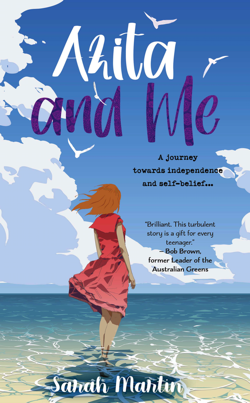 Azita
and Me
A journey
towards independence
and self-belief...
"Brilliant. This turbulent
story is a gift for every
teenager."
– Bob Brown,
former Leader of the
Australian Greens
Sarah Martin